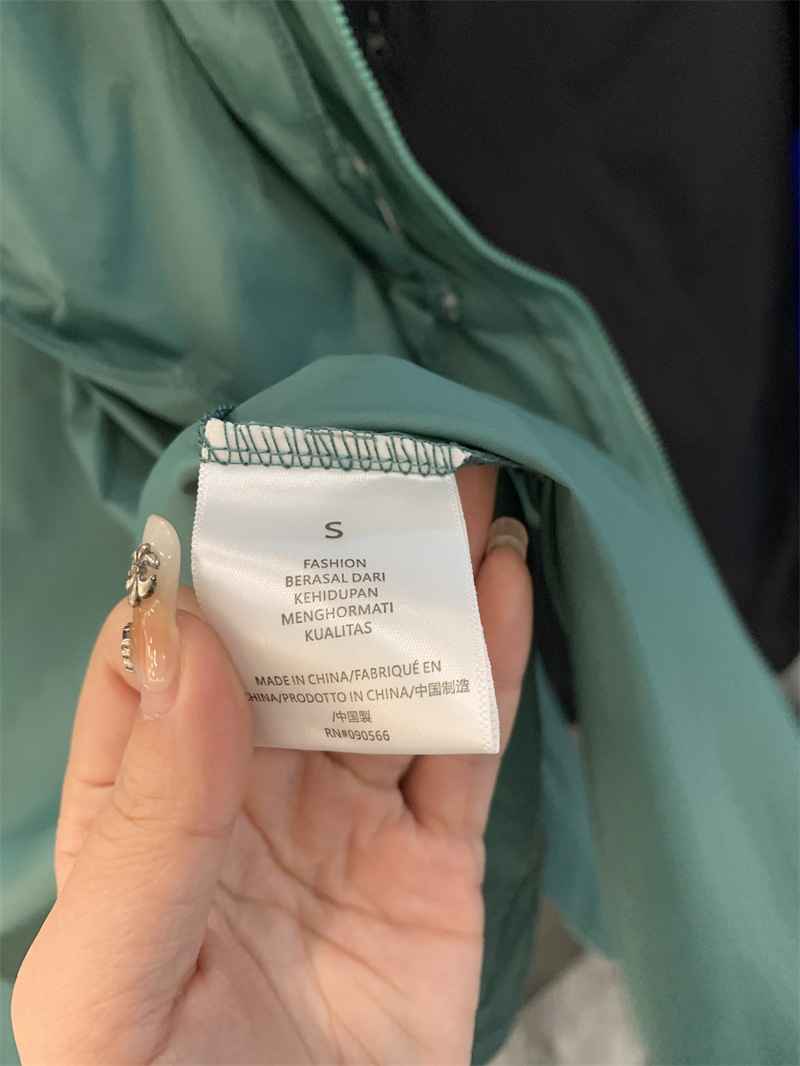 S
FASHION
BERASAL DARI
KEHIDUPAN
MENGHORMATI
KUALITAS
MADE IN CHINA/FABRIQUÉ EN
CHINA/PRODOTTO IN CHINA/中国制造
/中国製
RN#090566